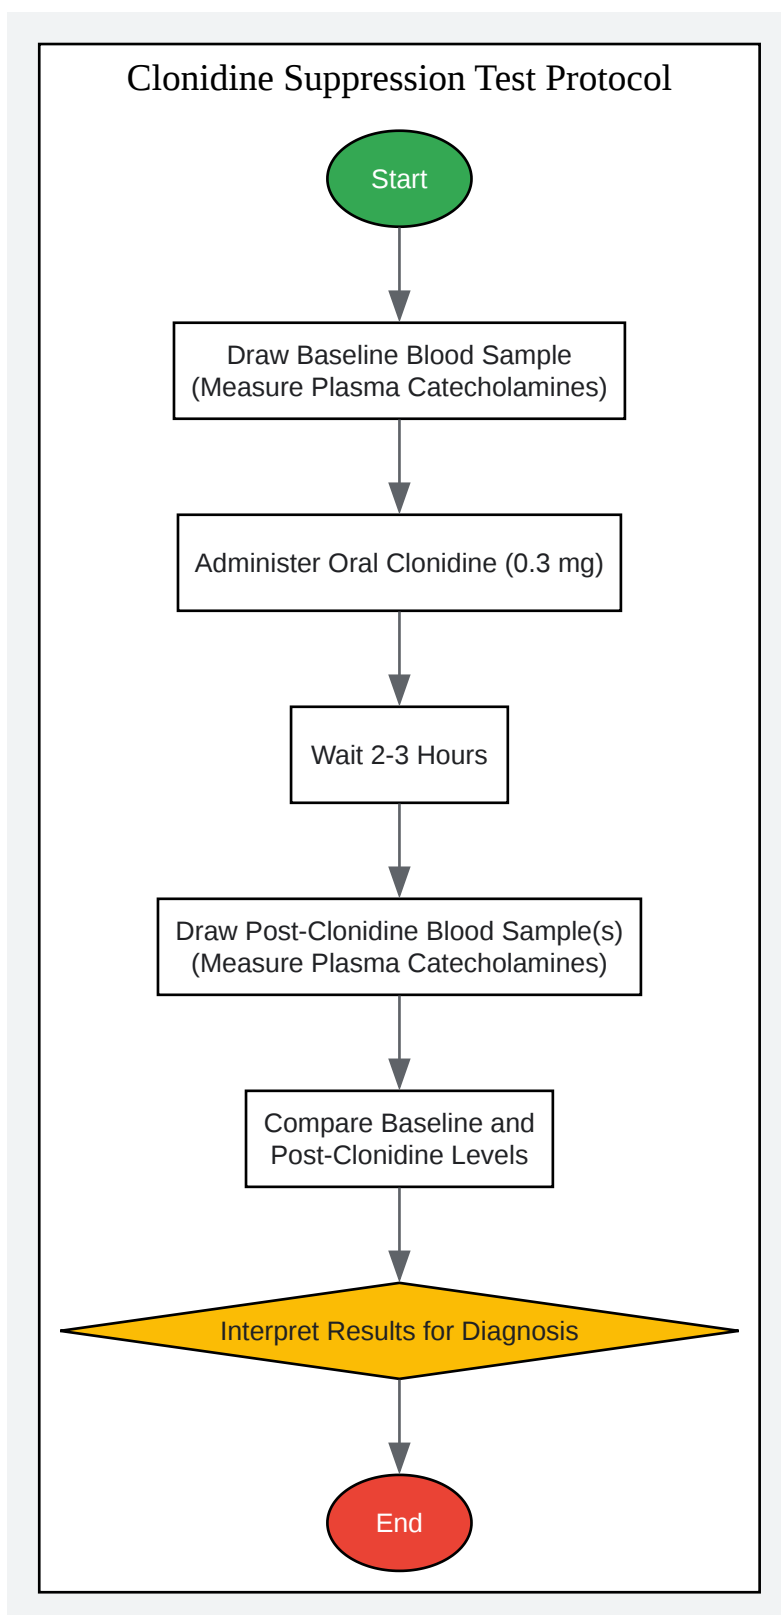 Clonidine Suppression Test Protocol
Start
Draw Baseline Blood Sample
(Measure Plasma Catecholamines)
Administer Oral Clonidine (0.3 mg)
Wait 2-3 Hours
Draw Post-Clonidine Blood Sample(s)
(Measure Plasma Catecholamines)
Compare Baseline and
Post-Clonidine Levels
Interpret Results for Diagnosis
End